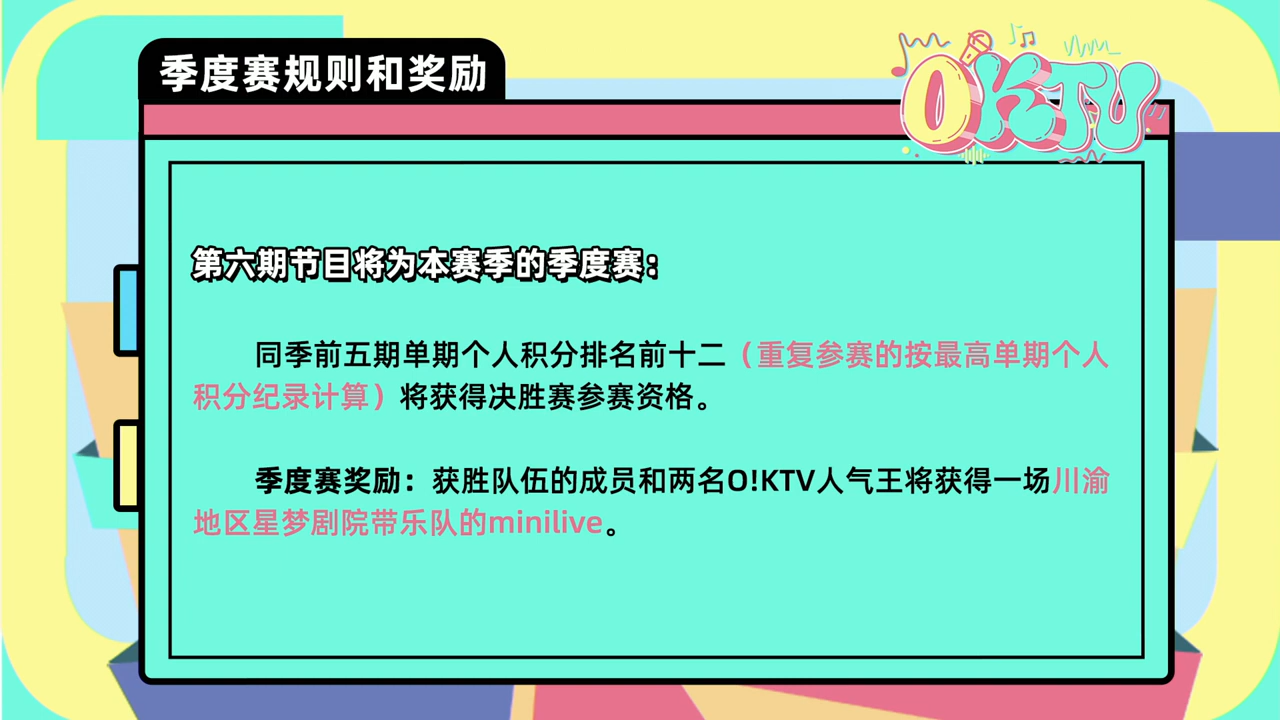 季度赛规则和奖励
OKTV
第六期节目将为本赛季的季度赛：
同季前五期单期个人积分排名前十二（重复参赛的按最高单期个人
积分纪录计算）将获得决胜赛参赛资格。
季度赛奖励：获胜队伍的成员和两名O!KTV人气王将获得一场川渝
地区星梦剧院带乐队的minilive。